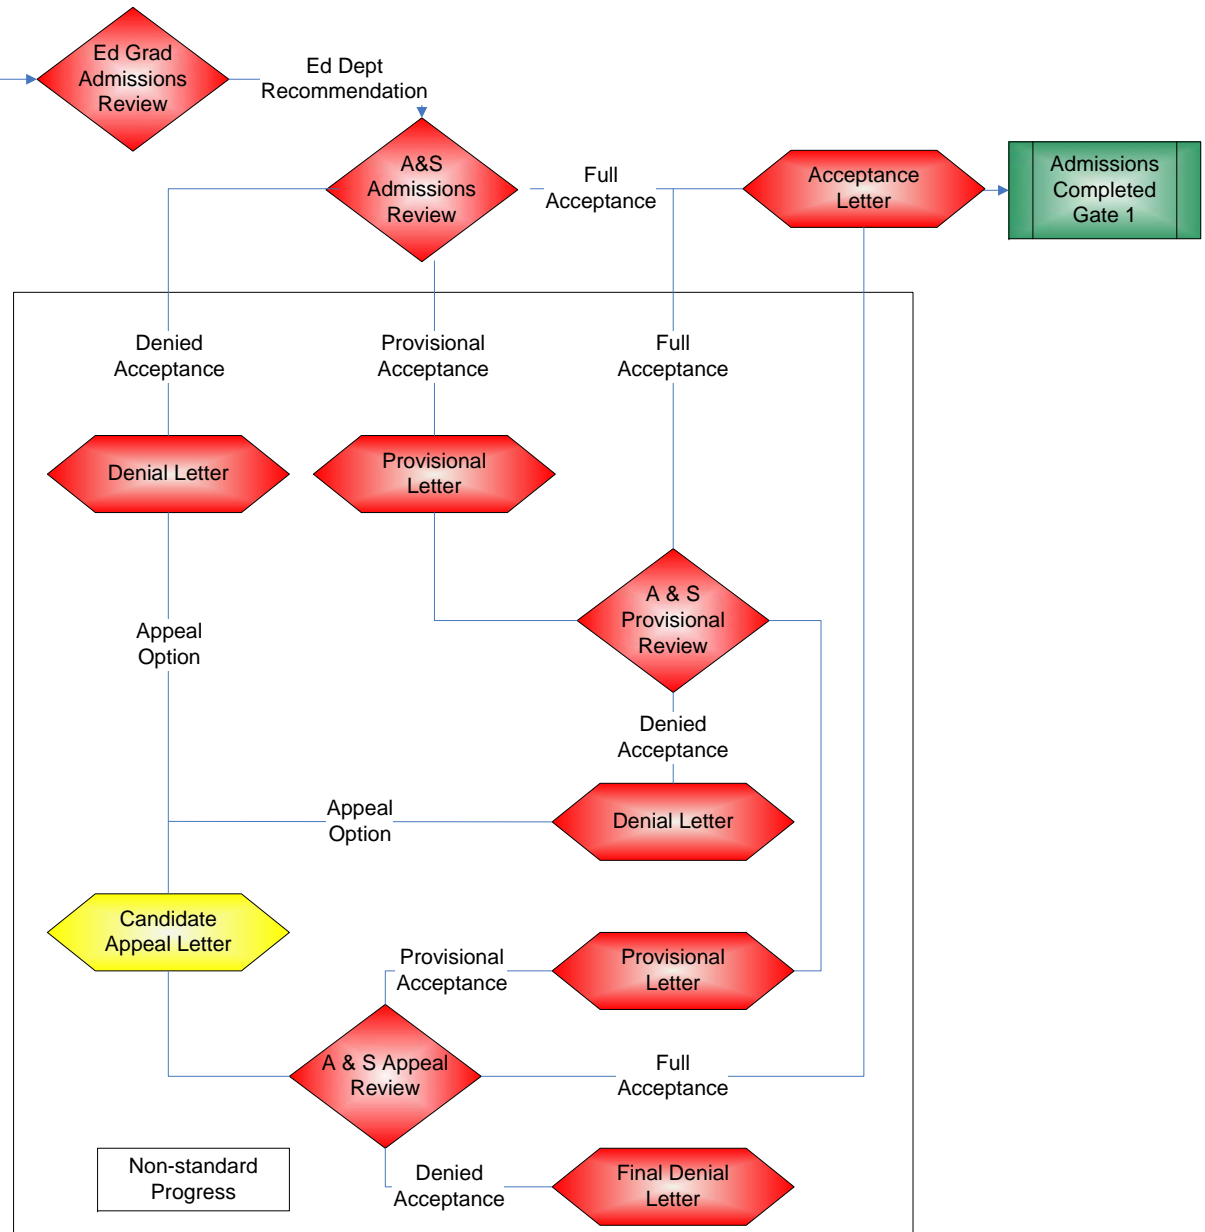 Ed Grad
Admissions
Review
Ed Dept
Recommendation
A&S
Admissions
Review
Full
Acceptance
Acceptance
Letter
Admissions
Completed
Gate 1
Denied
Acceptance
Provisional
Acceptance
Full
Acceptance
Denial Letter
Provisional
Letter
A & S
Provisional
Review
Appeal
Option
Denied
Acceptance
Appeal
Option
Denial Letter
Candidate
Appeal Letter
Provisional
Acceptance
Provisional
Letter
A & S Appeal
Review
Full
Acceptance
Non-standard
Progress
Denied
Acceptance
Final Denial
Letter